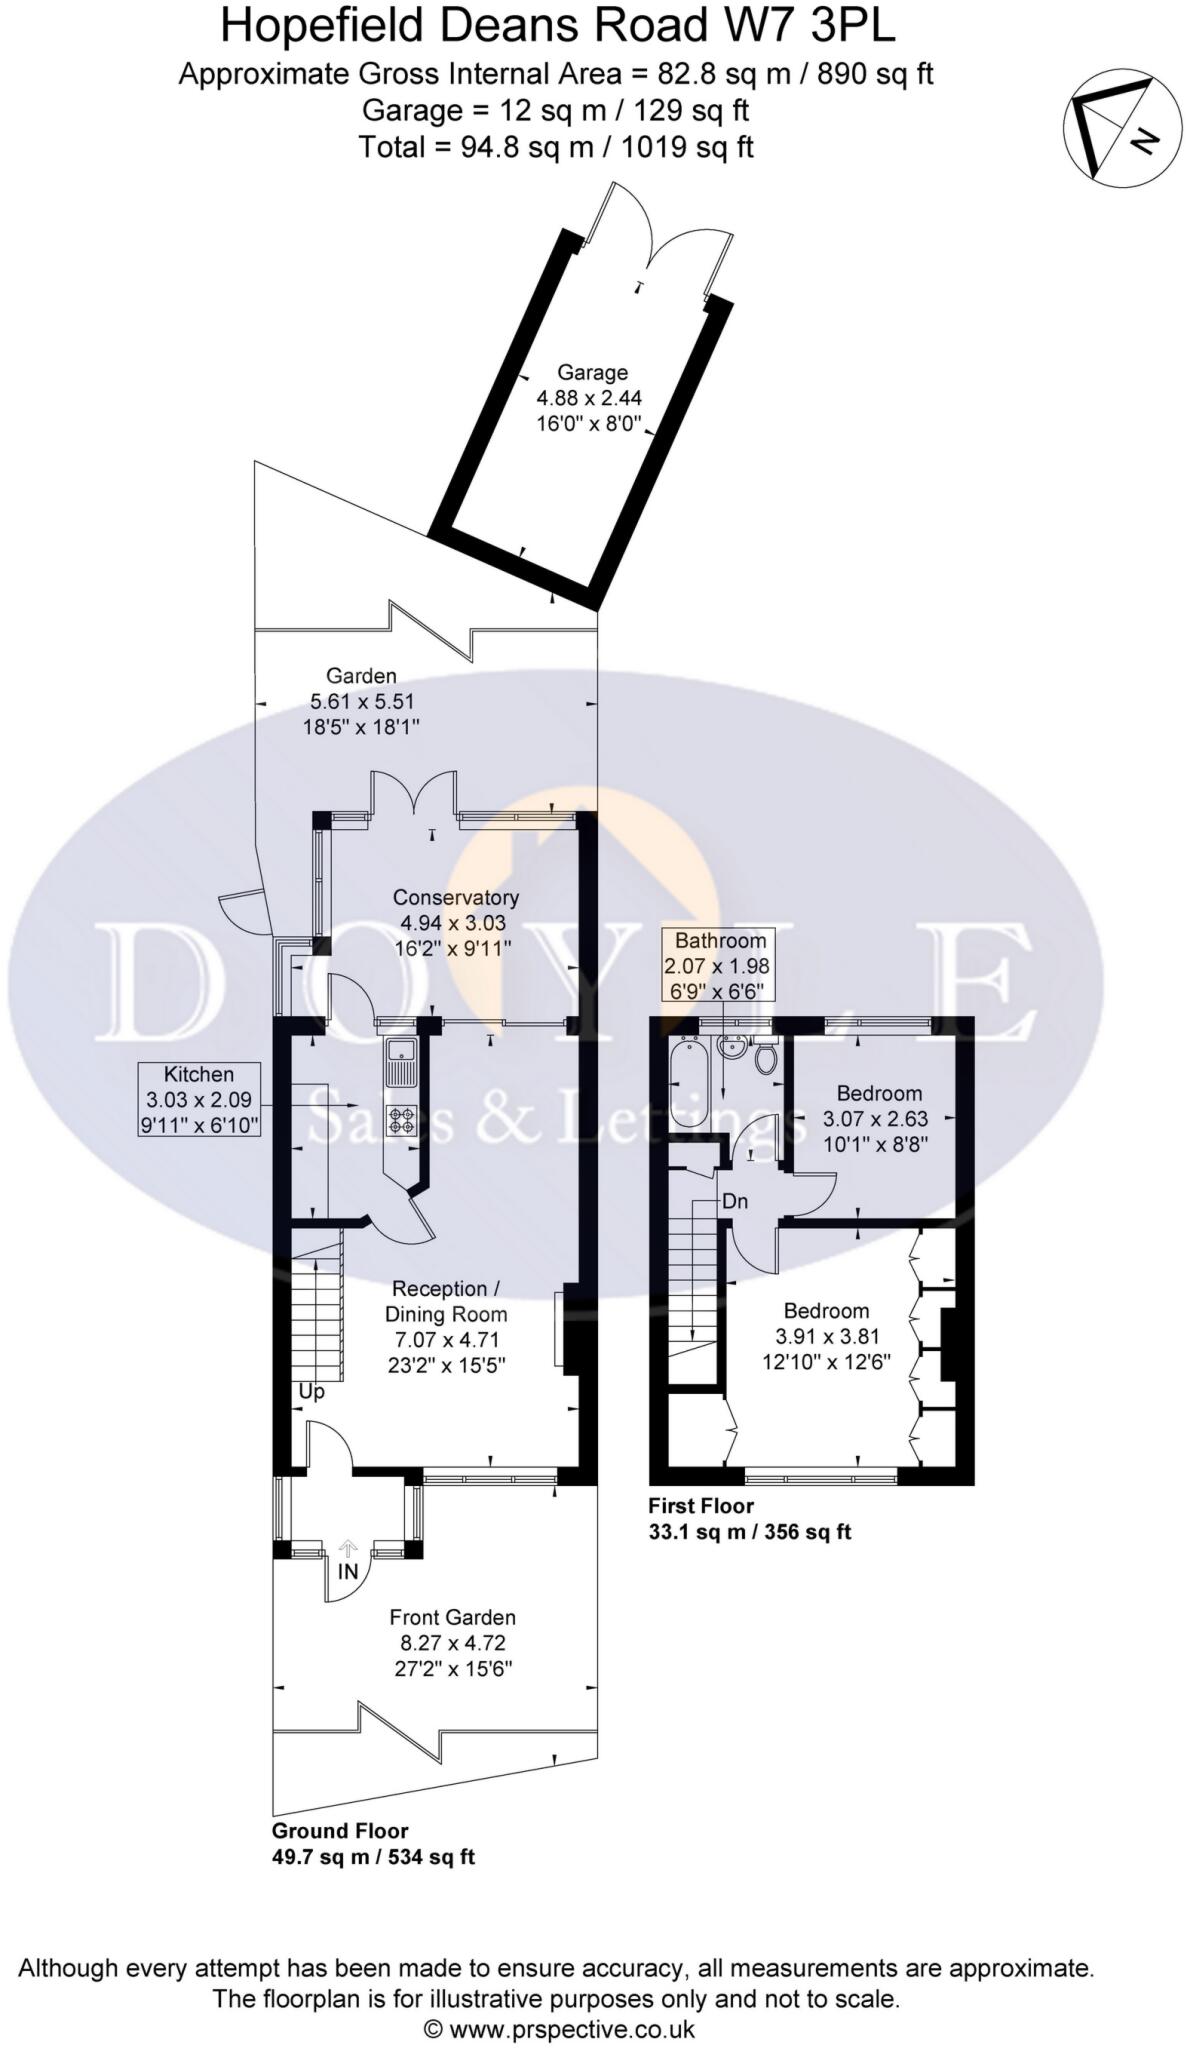 Hopefield Deans Road W7 3PL
Approximate Gross Internal Area = 82.8 sq m / 890 sq ft
Garage = 12 sq m / 129 sq ft
Total = 94.8 sq m / 1019 sq ft
N
Garage
4.88 x 2.44
16'0" x 8'0"
Garden
5.61 x 5.51
18'5" x 18'1"
Conservatory
4.94 x 3.03
16'2" x 9'11"
DOYLE
Sales & Lettings
Bathroom
2.07 x 1.98
6'9" x 6'6"
Kitchen
3.03 x 2.09
9'11" x 6'10"
Bedroom
3.07 x 2.63
10'1" x 8'8"
Dn
Reception /
Dining Room
7.07 x 4.71
23'2" x 15'5"
Up
Bedroom
3.91 x 3.81
12'10" x 12'6"
First Floor
33.1 sq m / 356 sq ft
IN
Front Garden
8.27 x 4.72
27'2" x 15'6"
Ground Floor
49.7 sq m / 534 sq ft
Although every attempt has been made to ensure accuracy, all measurements are approximate.
The floorplan is for illustrative purposes only and not to scale.
© www.prspective.co.uk